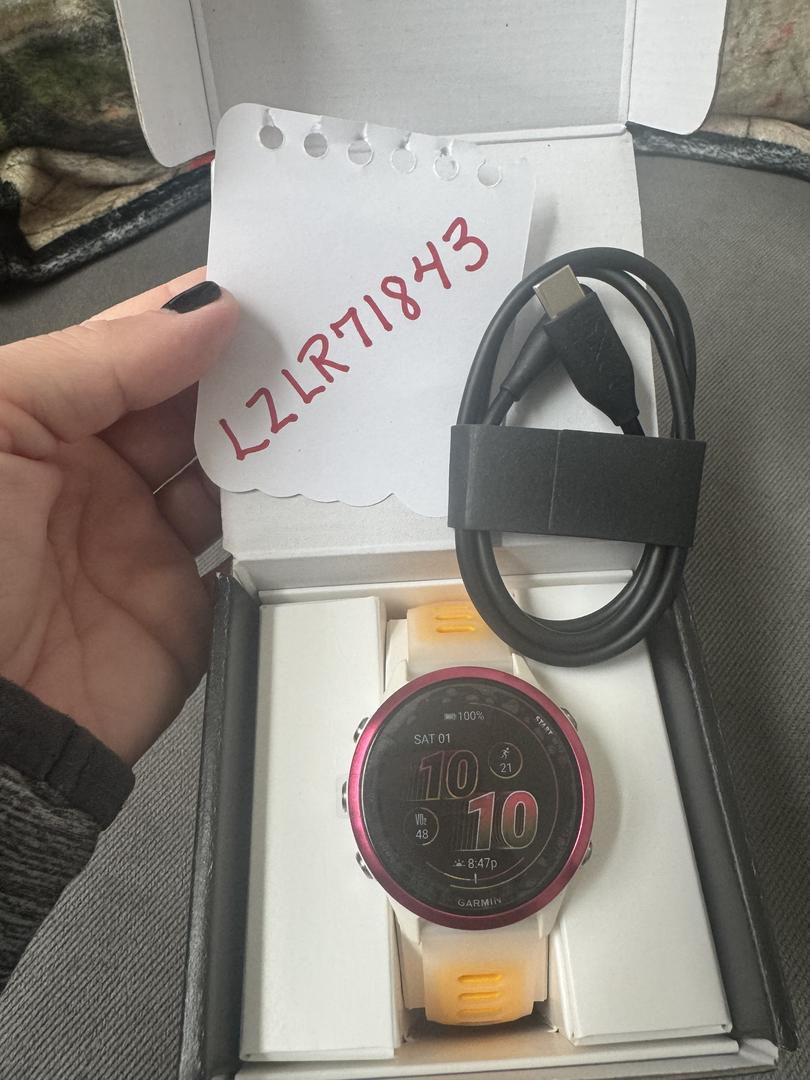 LZLR71843
100%
START
SAT 01
10
21
VO₂
48
10
8:47p
GARMIN